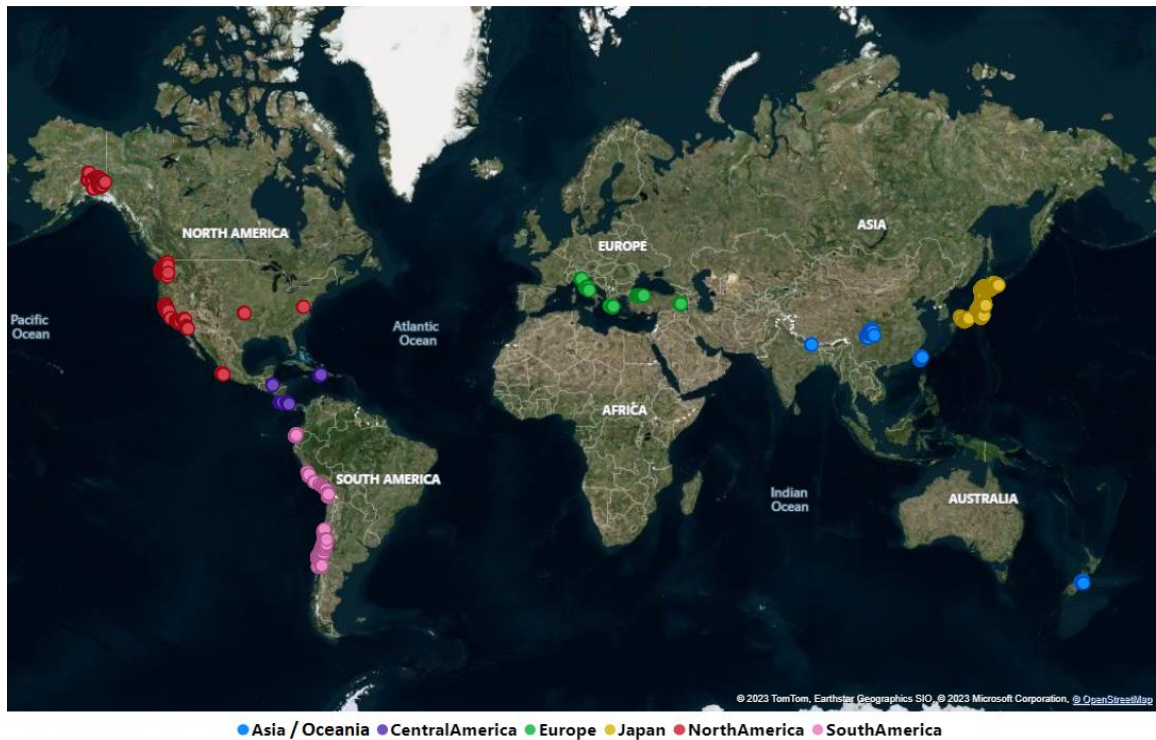 NORTH AMERICA
ASIA
EUROPE
Pacific
Ocean
Atlantic
Ocean
AFRICA
SOUTH AMERICA
Indian
Ocean
AUSTRALIA
© 2023 TomTom, Earthstar Geographics SIO, © 2023 Microsoft Corporation, © OpenStreetMap
Asia / Oceania CentralAmerica Europe Japan NorthAmerica SouthAmerica